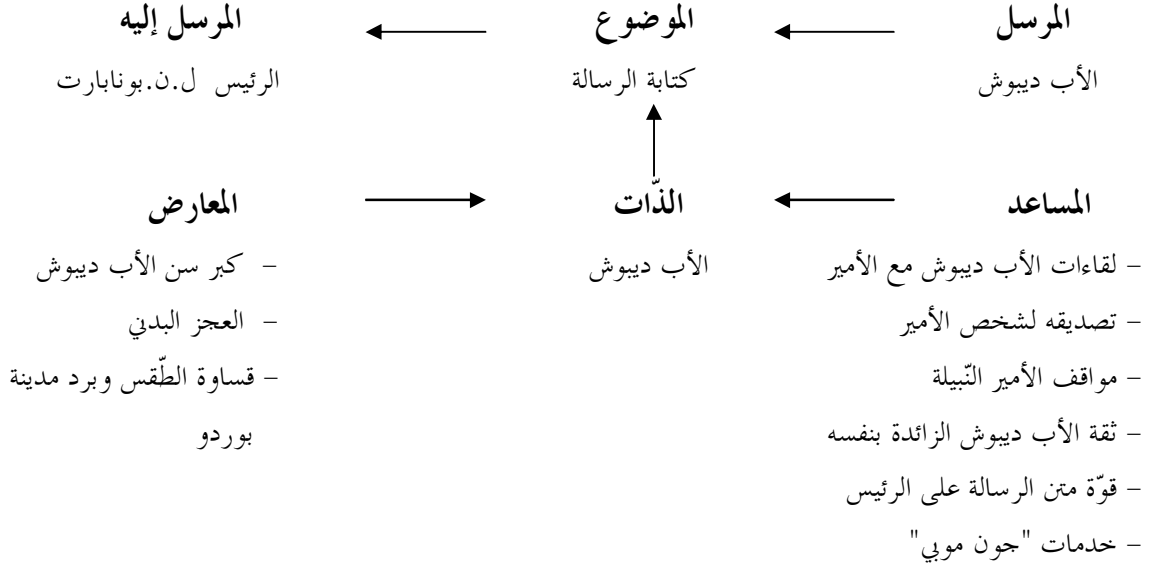 المرسل الموضوع المرسل إليه
الأب ديبوش كتابة الرسالة الرئيس ل.ن.بونابارت
المساعد الذّات المعارض
– لقاءات الأب ديبوش مع الأمير الأب ديبوش – كبر سن الأب ديبوش
– تصديقه لشخص الأمير – العجز البدني
– مواقف الأمير النّبيلة – قساوة الطّقس وبرد مدينة
– ثقة الأب ديبوش الزائدة بنفسه بوردو
– قوّة متن الرسالة على الرئيس
– خدمات "جون موبي"